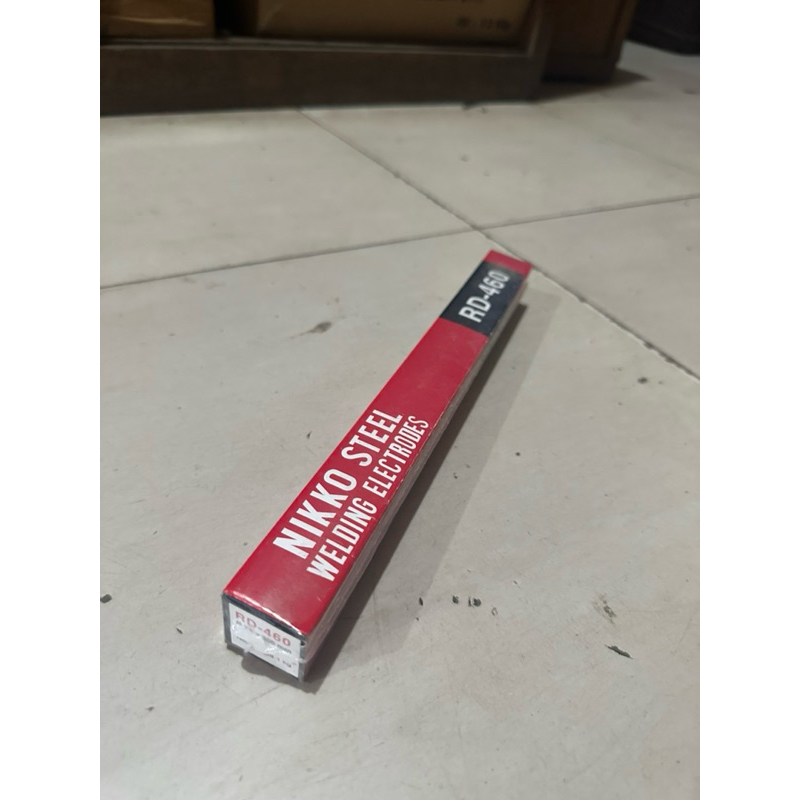 RD-460
NIKKO STEEL
WELDING ELECTRODES
RD-460